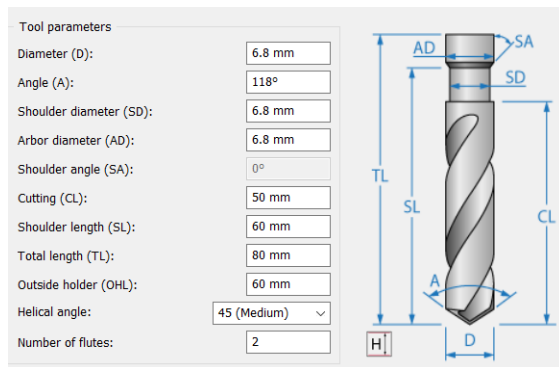 Tool parameters
Diameter (D): 6.8 mm
Angle (A): 118º
Shoulder diameter (SD): 6.8 mm
Arbor diameter (AD): 6.8 mm
Shoulder angle (SA): 0º
Cutting (CL): 50 mm
Shoulder length (SL): 60 mm
Total length (TL): 80 mm
Outside holder (OHL): 60 mm
Helical angle: 45 (Medium)
Number of flutes: 2
AD
SA
SD
TL
SL
CL
A
H
D